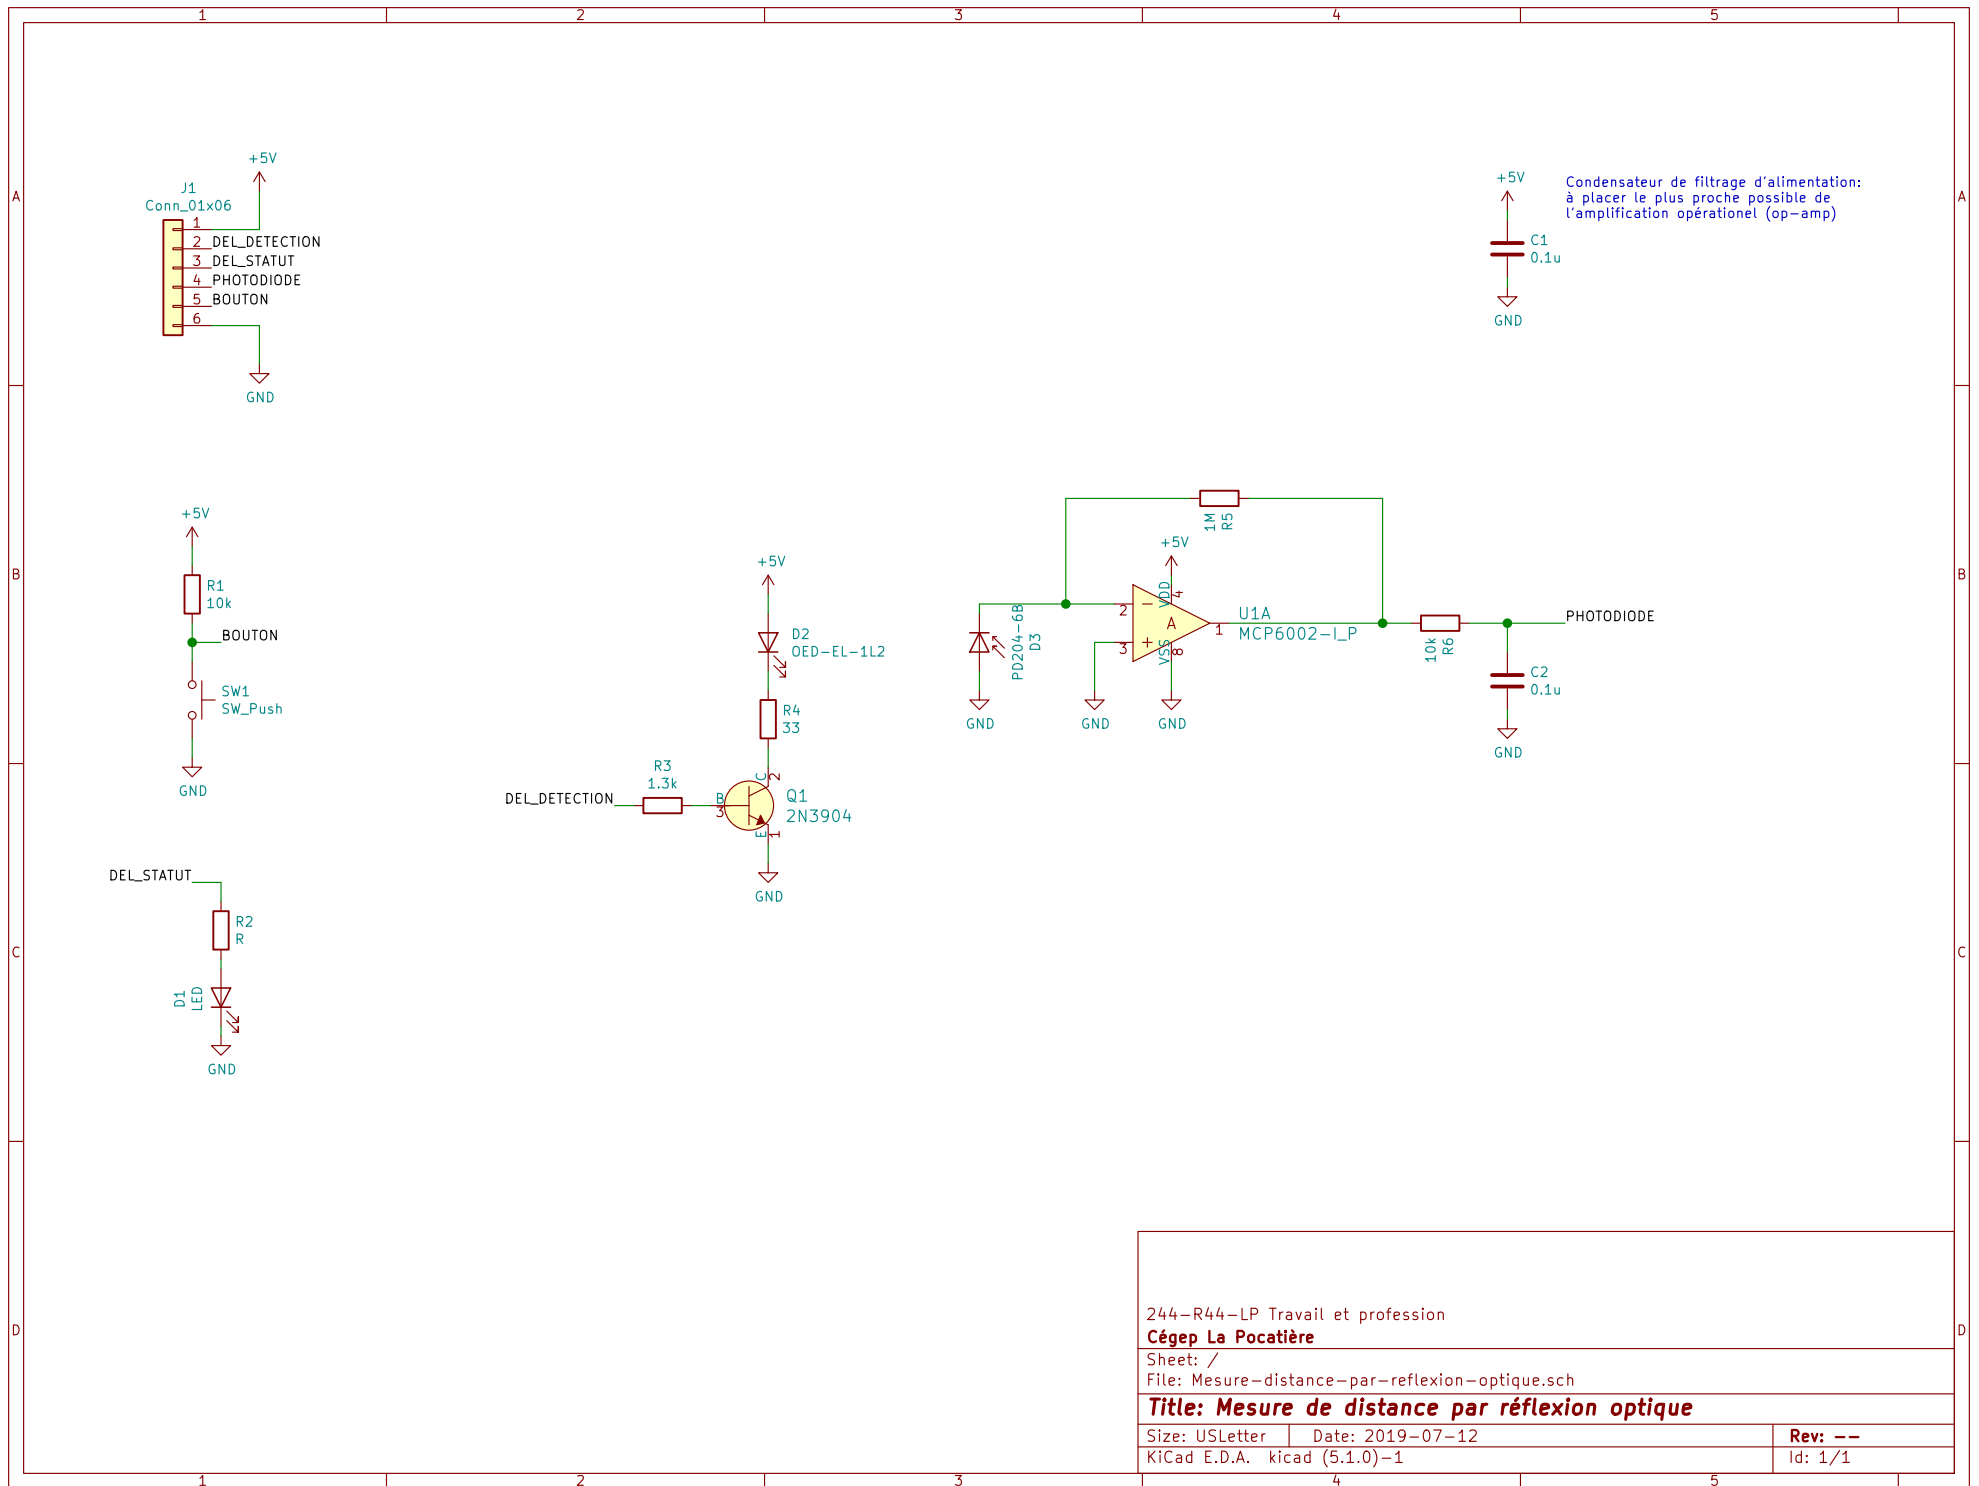 1 2 3 4 5
A
B
C
D
A
B
C
D
1 2 3 4 5
+5V
J1
Conn_01x06
1
2 DEL_DETECTION
3 DEL_STATUT
4 PHOTODIODE
5 BOUTON
6
GND
+5V
Condensateur de filtrage d'alimentation:
à placer le plus proche possible de
l'amplification opérationel (op-amp)
C1
0.1u
GND
+5V
R1
10k
BOUTON
SW1
SW_Push
GND
DEL_STATUT
R2
R
D1
LED
GND
+5V
D2
OED-EL-1L2
R4
33
R3
1.3k
DEL_DETECTION
B
3
C
2
Q1
2N3904
E
1
GND
1M
R5
+5V
PD204-6B
D3
GND
2
3
−
+
A
VDD
4
VSS
8
1
U1A
MCP6002-I_P
GND
GND
10k
R6
PHOTODIODE
C2
0.1u
GND
244-R44-LP Travail et profession
Cégep La Pocatière
Sheet: /
File: Mesure-distance-par-reflexion-optique.sch
Title: Mesure de distance par réflexion optique
Size: USLetter Date: 2019-07-12 Rev: --
KiCad E.D.A. kicad (5.1.0)-1 Id: 1/1